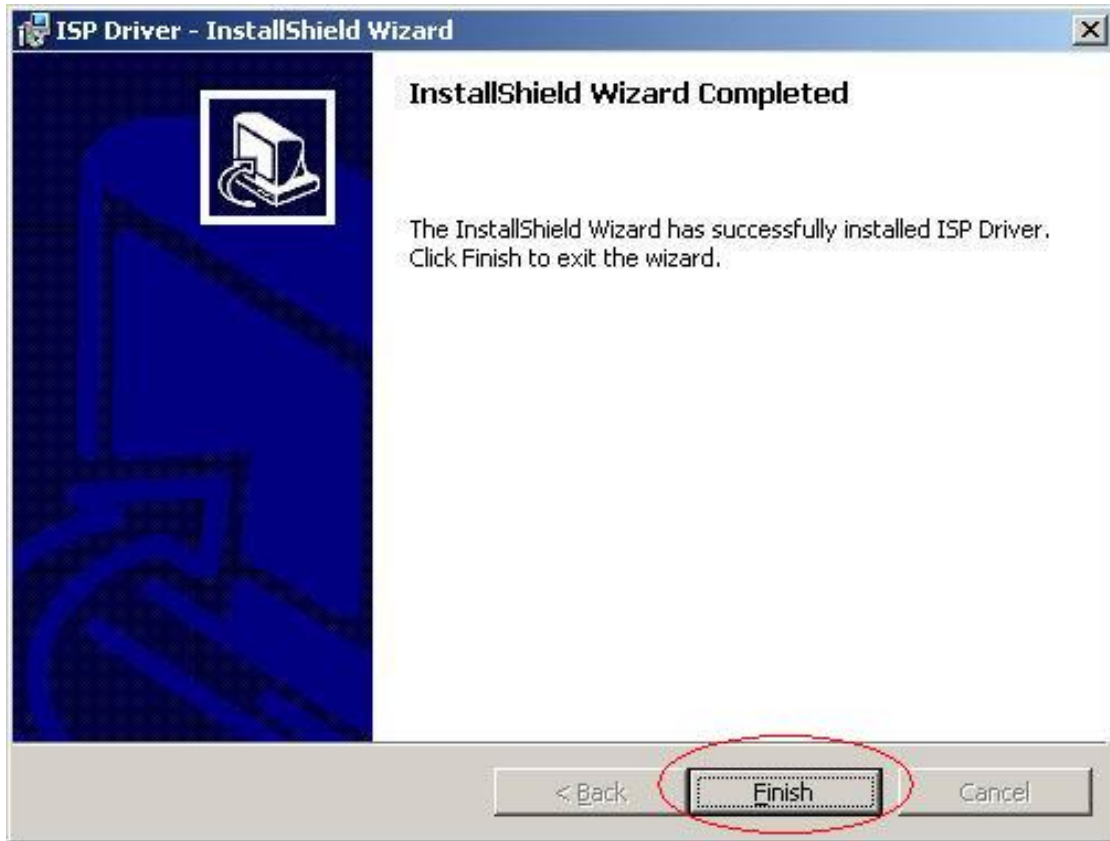 ISP Driver - InstallShield Wizard
InstallShield Wizard Completed
The InstallShield Wizard has successfully installed ISP Driver.
Click Finish to exit the wizard.
< Back
Finish
Cancel